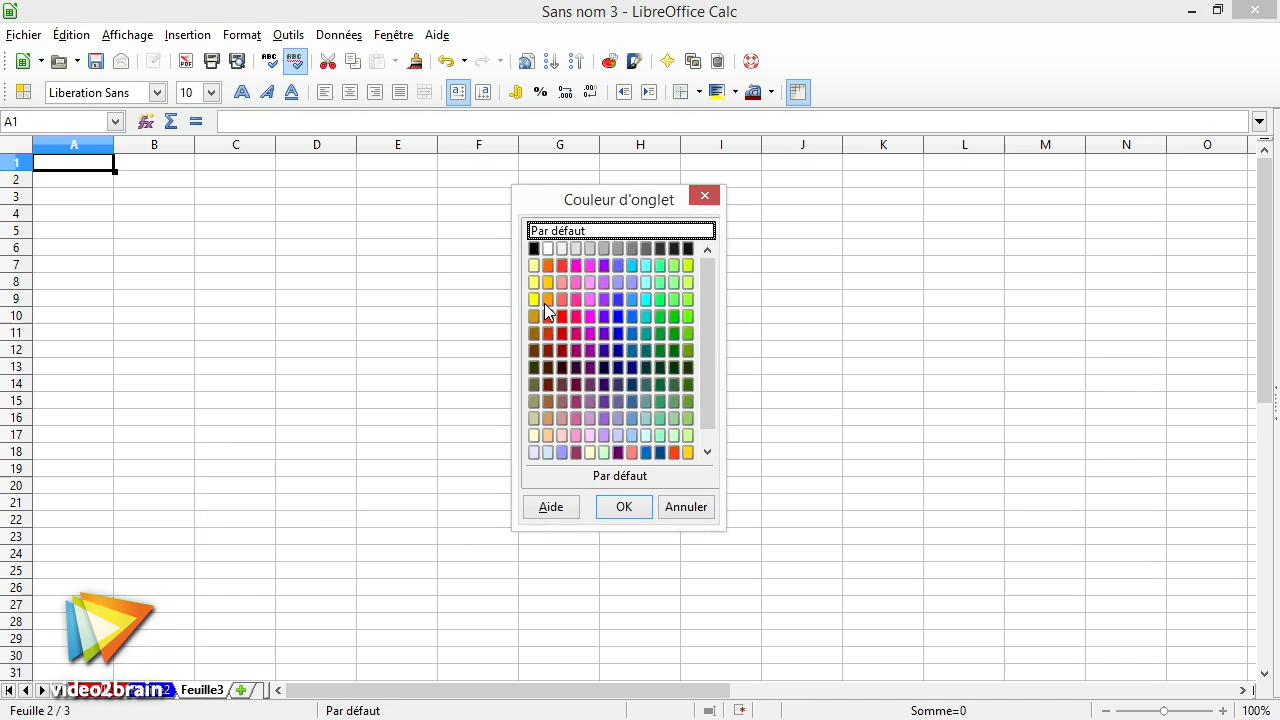 Sans nom 3 - LibreOffice Calc
Fichier Édition Affichage Insertion Format Outils Données Fenêtre Aide
Liberation Sans 10
A1
A B C D E F G H I J K L M N O
1
2
3
4
Couleur d'onglet
5
Par défaut
6
7
8
9
10
11
12
13
14
15
16
17
18
19
Par défaut
20
21
Aide OK Annuler
22
23
24
25
26
27
28
29
30
31
video2brain
Feuille3
Feuille 2 / 3 Par défaut Somme=0 100%